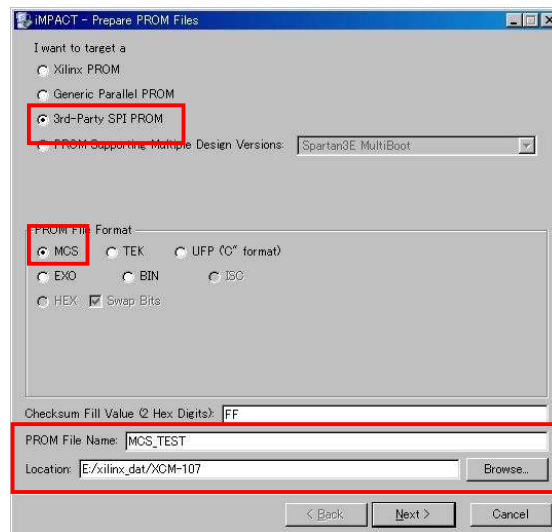 iMPACT - Prepare PROM Files
I want to target a
Xilinx PROM
Generic Parallel PROM
3rd-Party SPI PROM
PROM Supporting Multiple Design Versions: Spartan3E MultiBoot
PROM File Format
MCS TEK UFP ("C" format)
EXO BIN ISC
HEX Swap Bits
Checksum Fill Value (2 Hex Digits): FF
PROM File Name: MCS_TEST
Location: E:/xilinx_dat/XCM-107 Browse...
< Back Next > Cancel